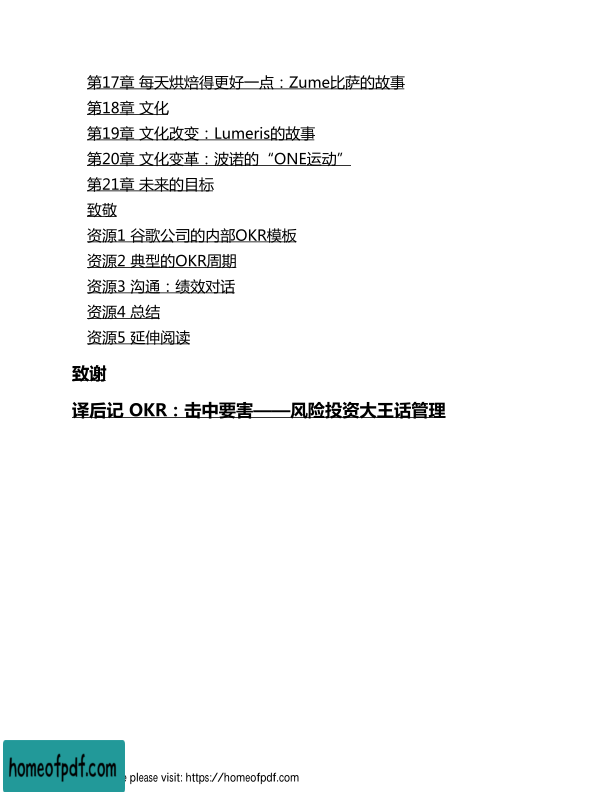 第17章 每天烘焙得更好一点：Zume比萨的故事
第18章 文化
第19章 文化改变：Lumeris的故事
第20章 文化变革：波诺的“ONE运动”
第21章 未来的目标
致敬
资源1 谷歌公司的内部OKR模板
资源2 典型的OKR周期
资源3 沟通：绩效对话
资源4 总结
资源5 延伸阅读
致谢
译后记 OKR：击中要害——风险投资大王话管理
homeofpdf.com
please visit: https://homeofpdf.com